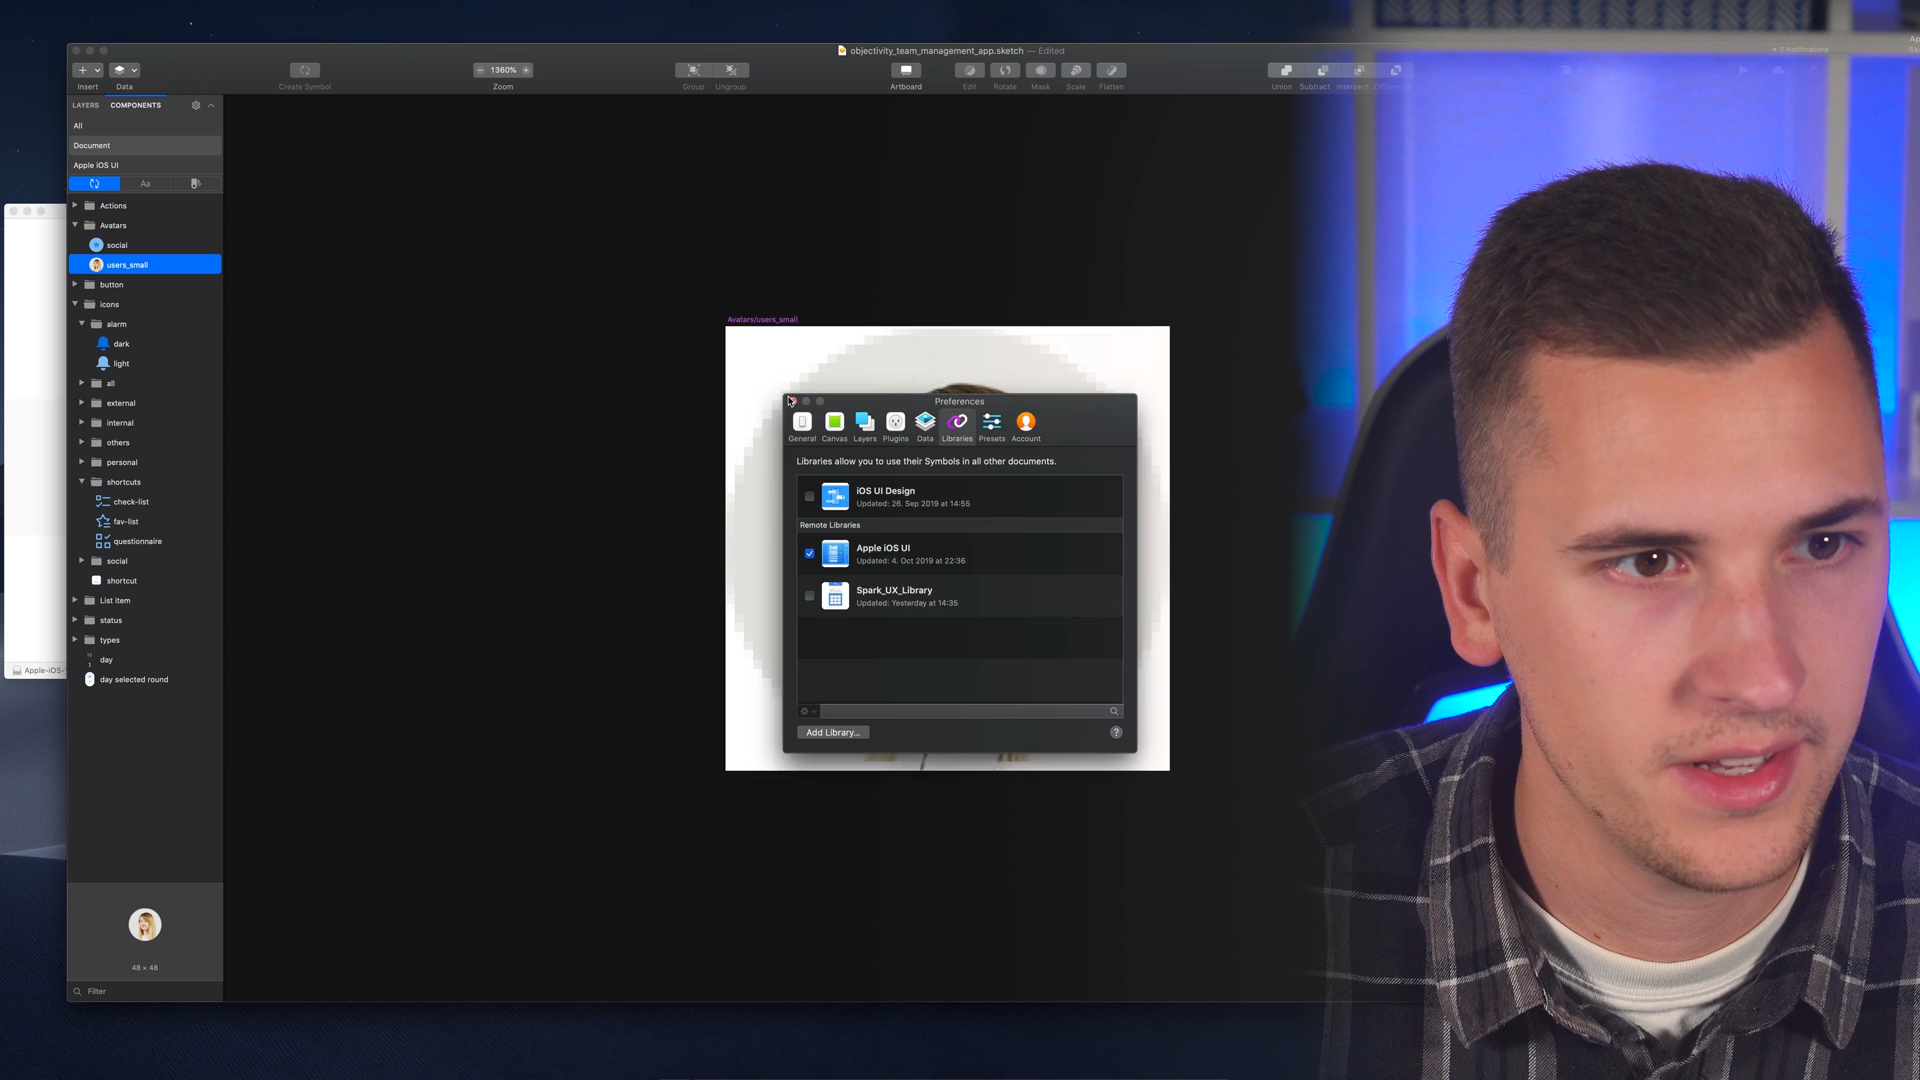 objectivity_team_management_app.sketch — Edited
2 Notifications
1360%
Insert
Data
Create Symbol
Zoom
Group
Ungroup
Artboard
Edit
Rotate
Mask
Scale
Flatten
Union
Subtract
Intersect
LAYERS
COMPONENTS
All
Document
Apple iOS UI
Aa
Actions
Avatars
social
users_small
button
icons
alarm
dark
light
all
external
internal
others
personal
shortcuts
check-list
fav-list
questionnaire
social
shortcut
List item
status
types
M
1
day
day selected round
48 × 48
Filter
Apple-iOS-
Avatars/users_small
Preferences
General
Canvas
Layers
Plugins
Data
Libraries
Presets
Account
Libraries allow you to use their Symbols in all other documents.
iOS UI Design
Updated: 26. Sep 2019 at 14:55
Remote Libraries
Apple iOS UI
Updated: 4. Oct 2019 at 22:36
Spark_UX_Library
Updated: Yesterday at 14:35
Add Library...
?